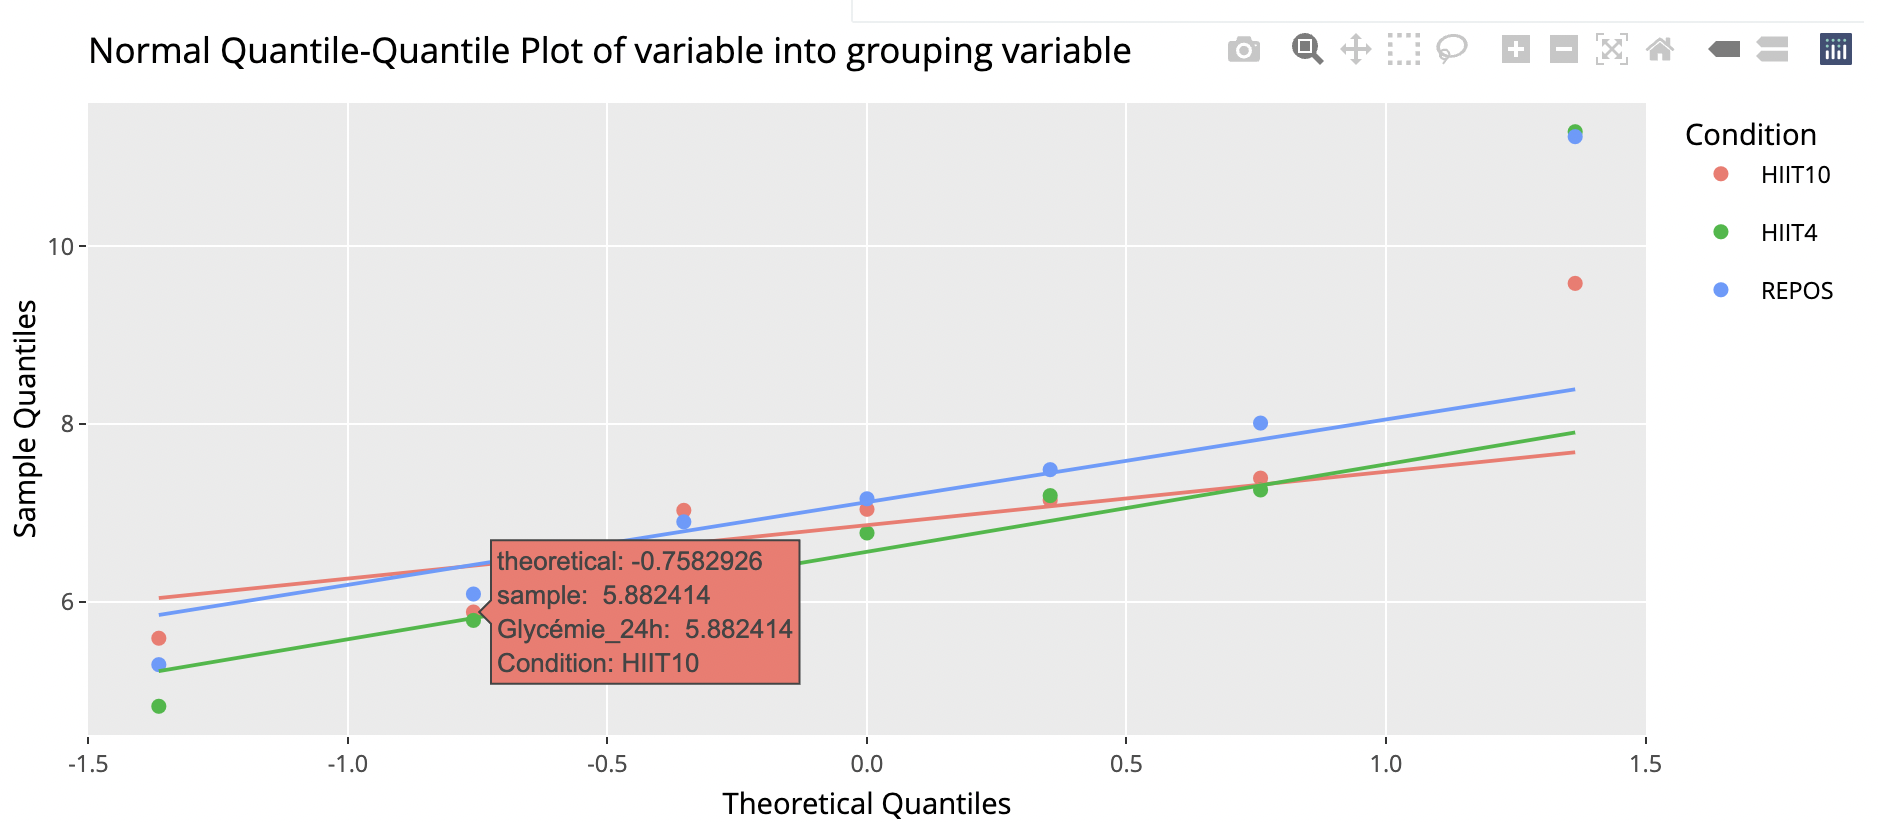 Normal Quantile-Quantile Plot of variable into grouping variable
Condition
HIIT10
HIIT4
REPOS
Sample Quantiles
10
8
6
theoretical: -0.7582926
sample:  5.882414
Glycémie_24h:  5.882414
Condition: HIIT10
-1.5
-1.0
-0.5
0.0
0.5
1.0
1.5
Theoretical Quantiles